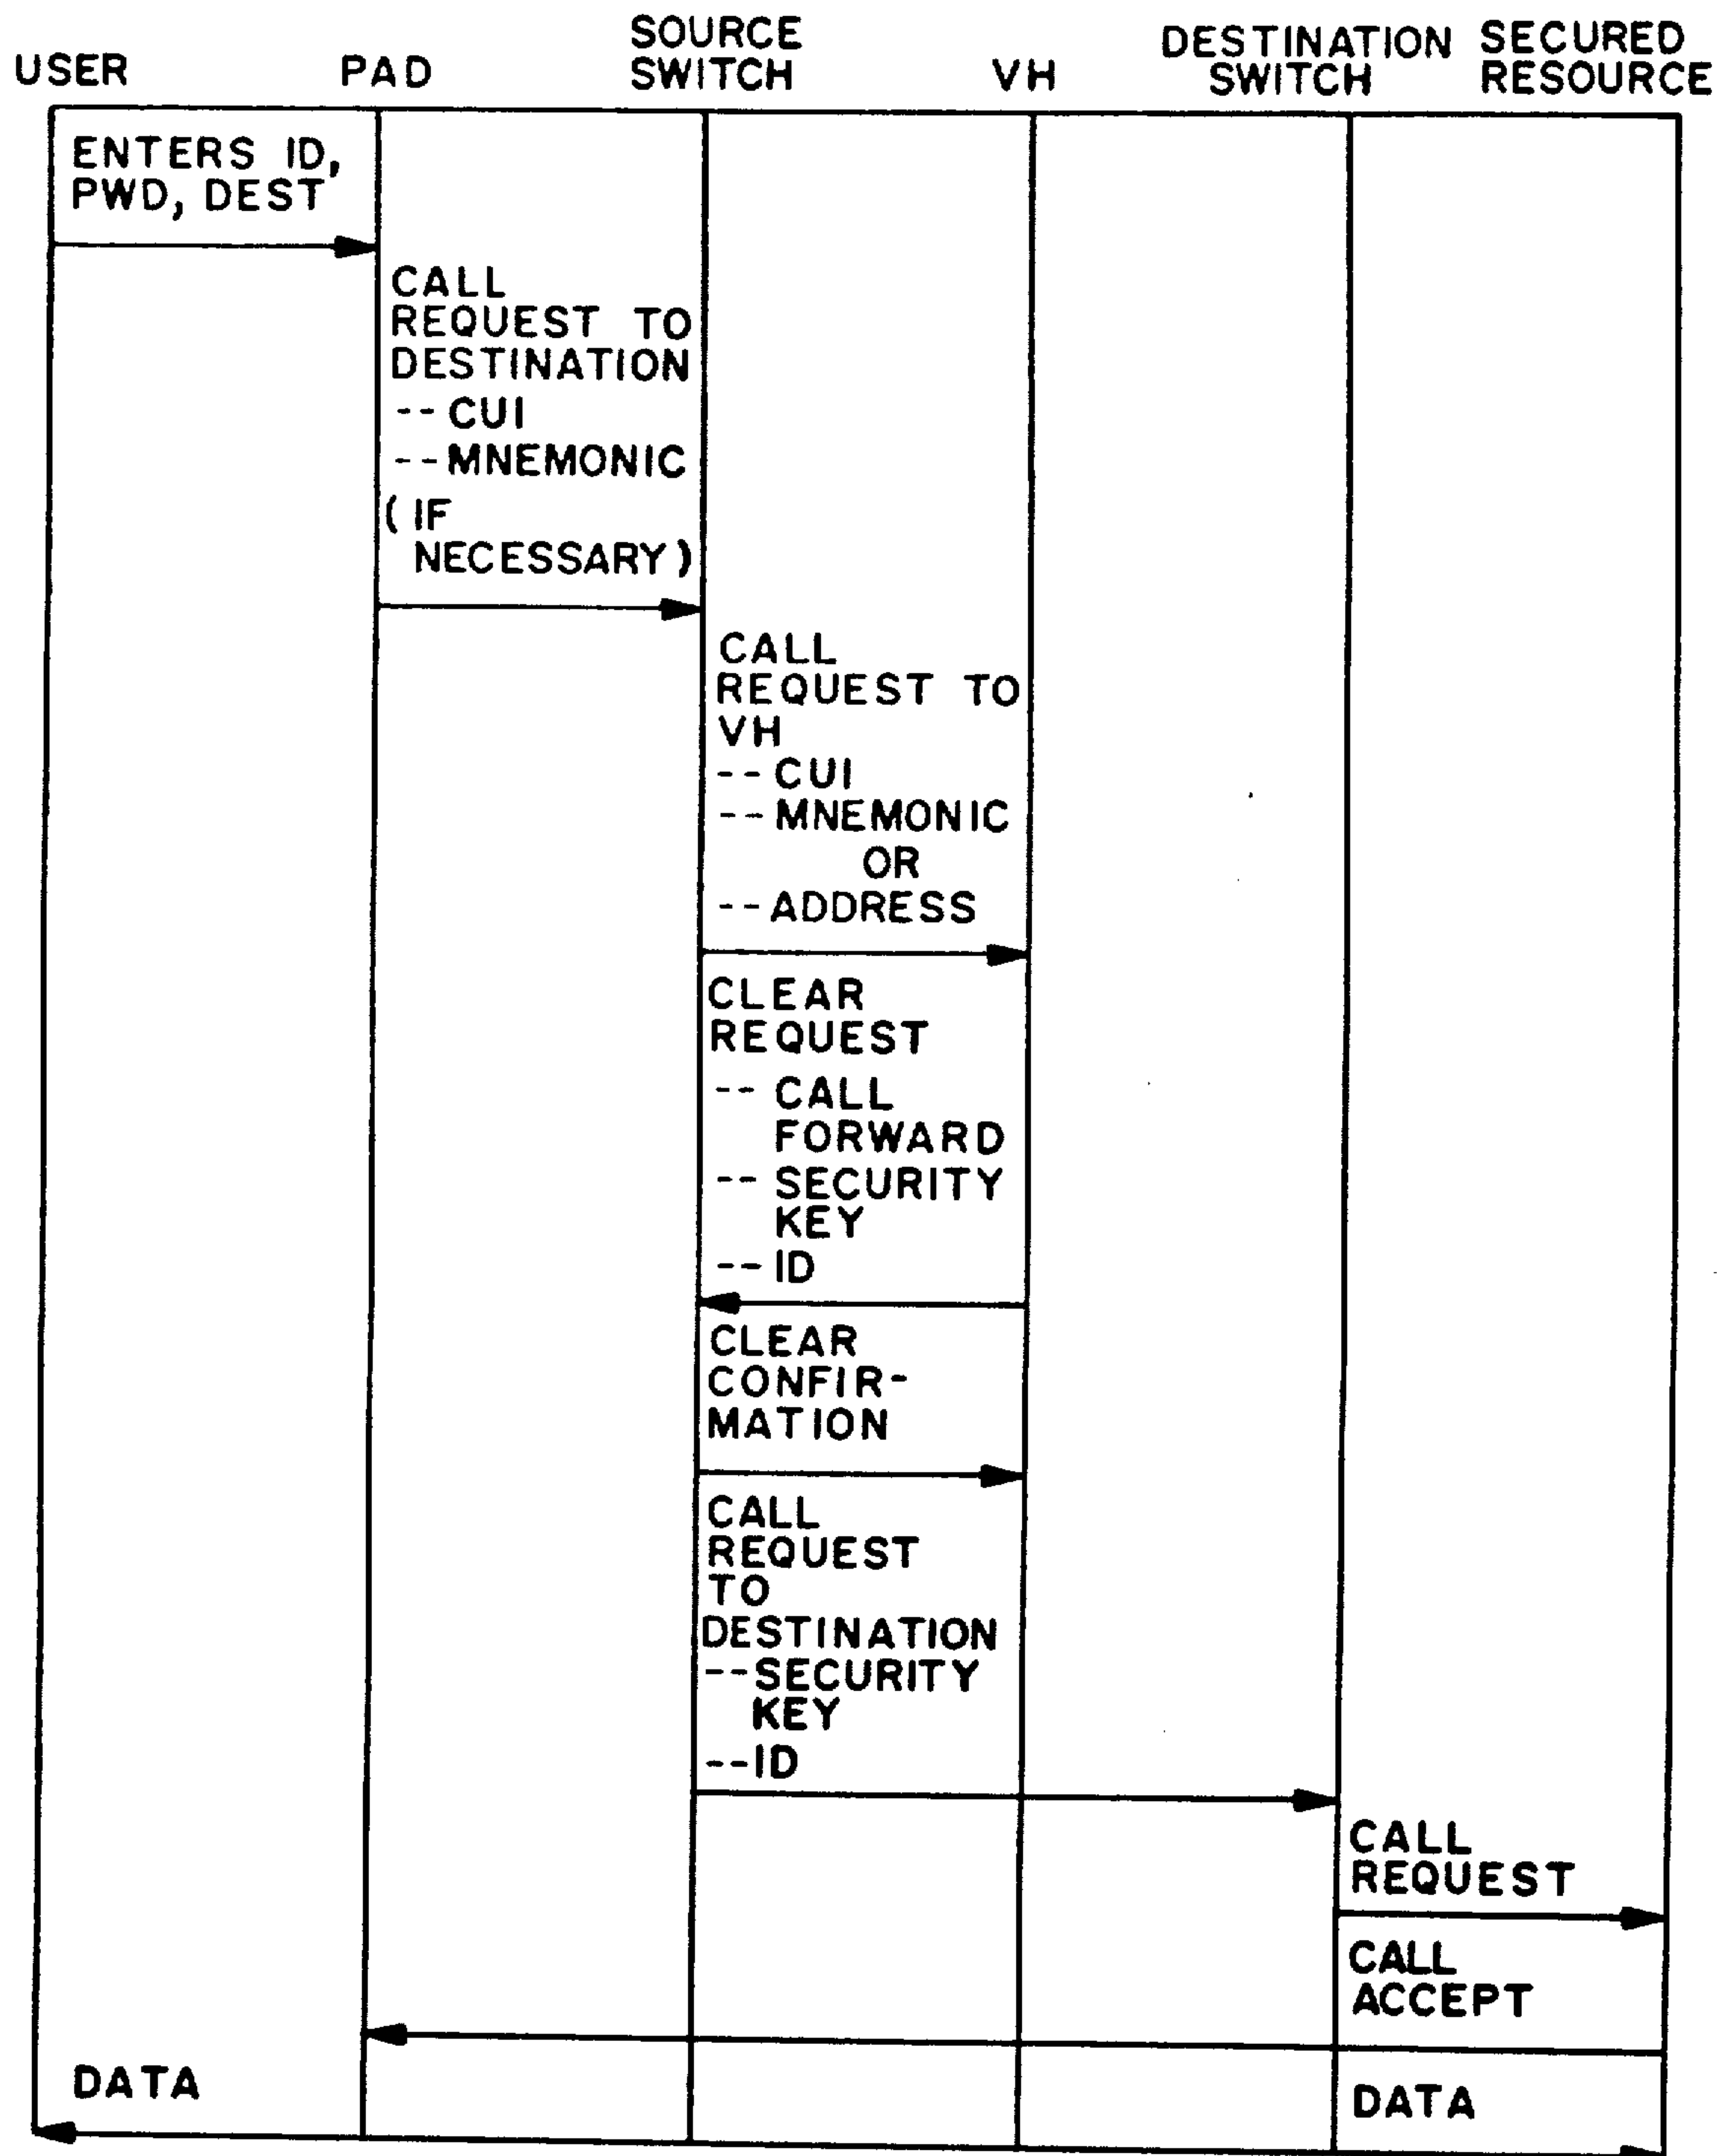 USER
PAD
SOURCE
SWITCH
VH
DESTINATION
SWITCH
SECURED
RESOURCE
ENTERS ID,
PWD, DEST
CALL
REQUEST TO
DESTINATION
-- CUI
-- MNEMONIC
(IF
NECESSARY)
CALL
REQUEST TO
VH
-- CUI
-- MNEMONIC
OR
-- ADDRESS
CLEAR
REQUEST
-- CALL
FORWARD
-- SECURITY
KEY
-- ID
CLEAR
CONFIR-
MATION
CALL
REQUEST
TO
DESTINATION
-- SECURITY
KEY
-- ID
CALL
REQUEST
CALL
ACCEPT
DATA
DATA